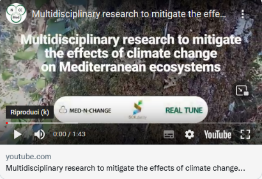 Multidisciplinary research to mitigate the effe...
Multidisciplinary research to mitigate
the effects of climate change
on Mediterranean ecosystems
Riproduci (k)
MED-N-CHANGE
REAL TUNE
0:00 / 1:43
YouTube
youtube.com
Multidisciplinary research to mitigate the effects of climate change...